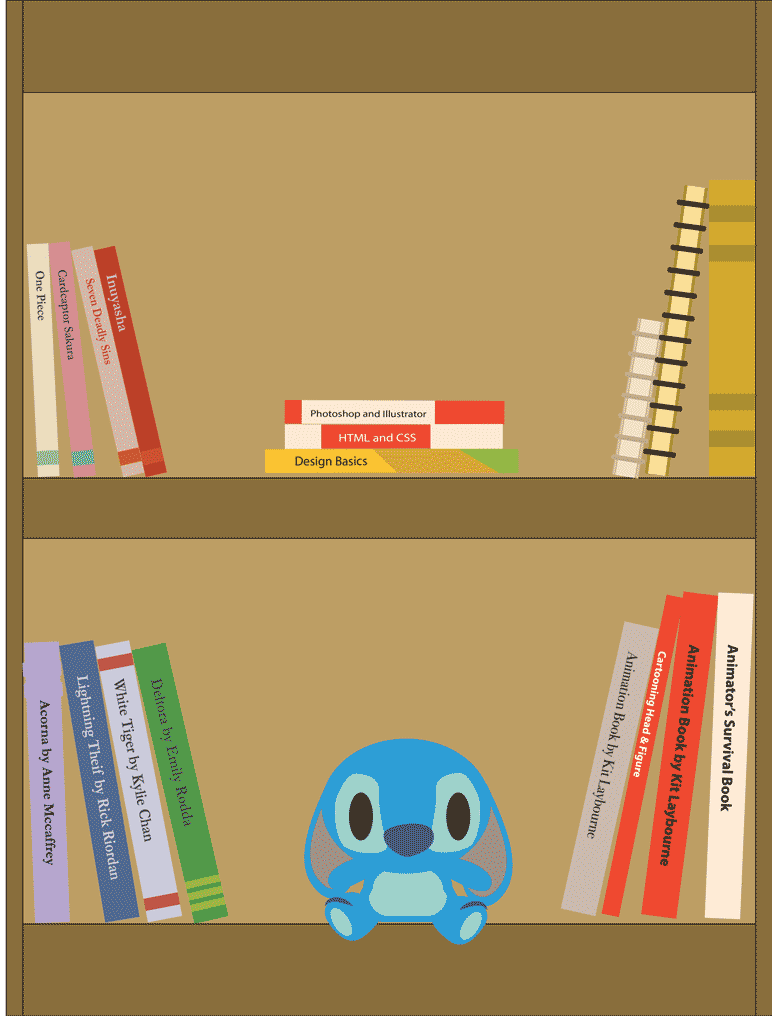 One Piece
Cardcaptor Sakura
Seven Deadly Sins
Inuyasha
Photoshop and Illustrator
HTML and CSS
Design Basics
Acorna by Anne Mccaffrey
Lightning Theif by Rick Riordan
White Tiger by Kylie Chan
Deltora by Emily Rodda
Animation Book by Kit Laybourne
Cartooning Head & Figure
Animation Book by Kit Laybourne
Animator's Survival Book